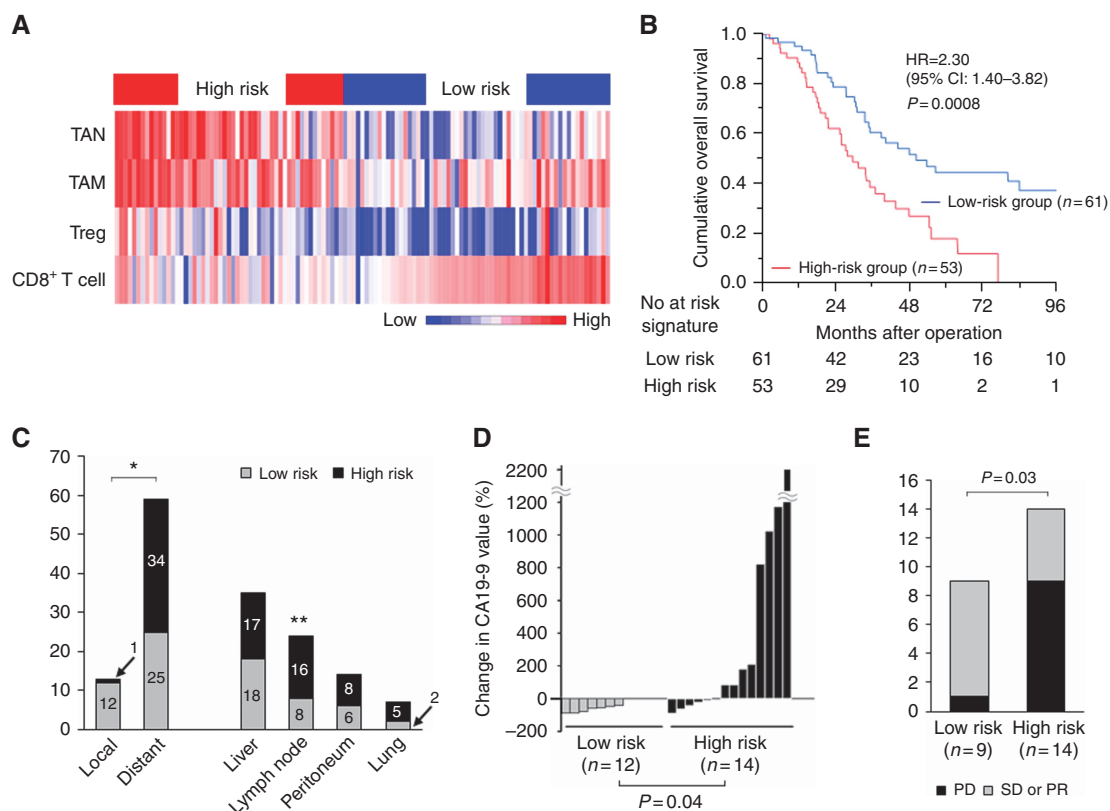 A
High risk
Low risk
TAN
TAM
Treg
CD8+ T cell
Low
High
B
Cumulative overall survival
1.0
0.8
0.6
0.4
0.2
0.0
HR=2.30
(95% CI: 1.40–3.82)
P=0.0008
Low-risk group (n=61)
High-risk group (n=53)
0 24 48 72 96
Months after operation
No at risk
signature
Low risk 61 42 23 16 10
High risk 53 29 10 2 1
C
70
60
50
40
30
20
10
0
Low risk High risk
*
**
1
12
34
25
17
18
16
8
8
6
5
2
Local
Distant
Liver
Lymph node
Peritoneum
Lung
D
Change in CA19-9 value (%)
2200
1200
1000
800
600
400
200
0
–200
Low risk
(n=12)
High risk
(n=14)
P=0.04
E
P=0.03
16
14
12
10
8
6
4
2
0
Low risk
(n=9)
High risk
(n=14)
PD SD or PR